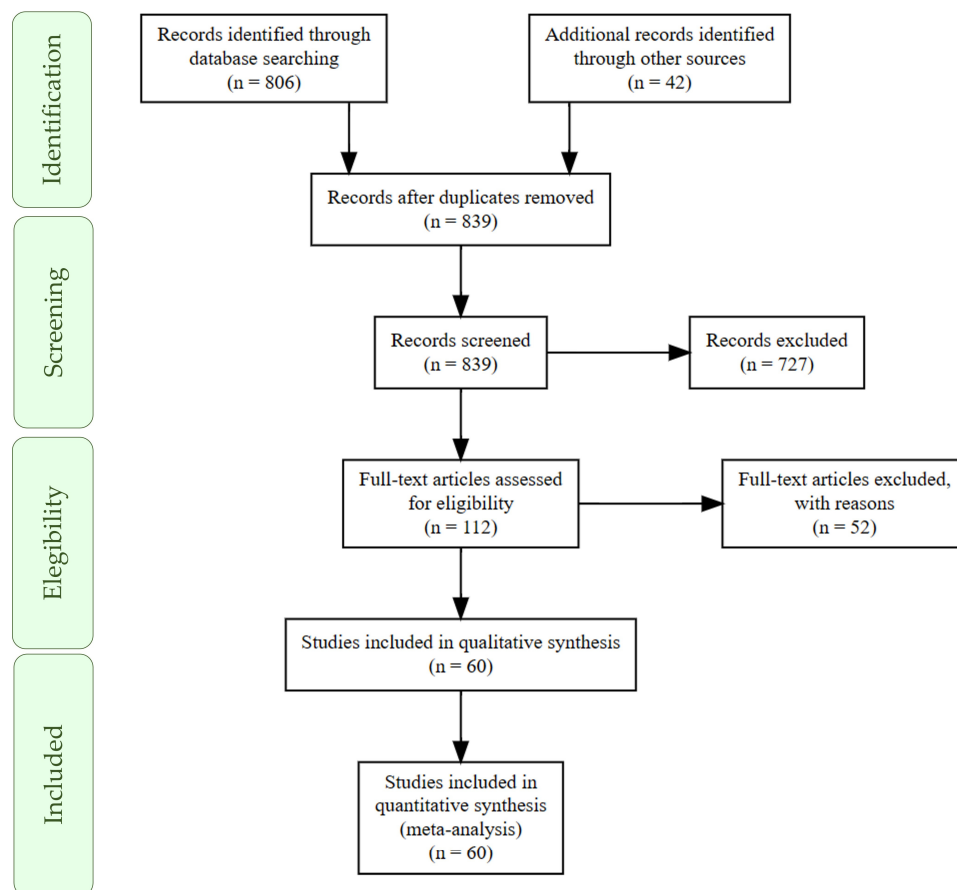 Identification
Records identified through
database searching
(n = 806)
Additional records identified
through other sources
(n = 42)
Records after duplicates removed
(n = 839)
Screening
Records screened
(n = 839)
Records excluded
(n = 727)
Elegibility
Full-text articles assessed
for eligibility
(n = 112)
Full-text articles excluded,
with reasons
(n = 52)
Studies included in qualitative synthesis
(n = 60)
Included
Studies included in
quantitative synthesis
(meta-analysis)
(n = 60)